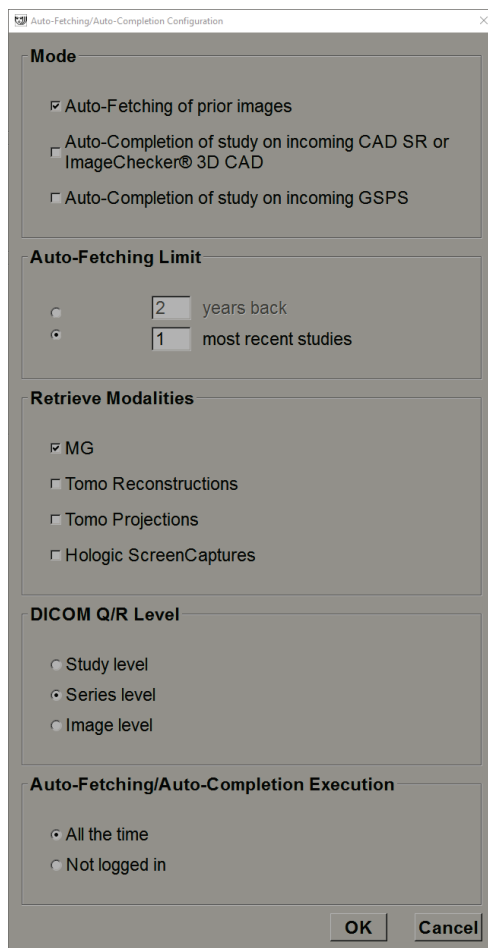 Auto-Fetching/Auto-Completion Configuration
Mode
Auto-Fetching of prior images
Auto-Completion of study on incoming CAD SR or
ImageChecker® 3D CAD
Auto-Completion of study on incoming GSPS
Auto-Fetching Limit
2 years back
1 most recent studies
Retrieve Modalities
MG
Tomo Reconstructions
Tomo Projections
Hologic ScreenCaptures
DICOM Q/R Level
Study level
Series level
Image level
Auto-Fetching/Auto-Completion Execution
All the time
Not logged in
OK Cancel